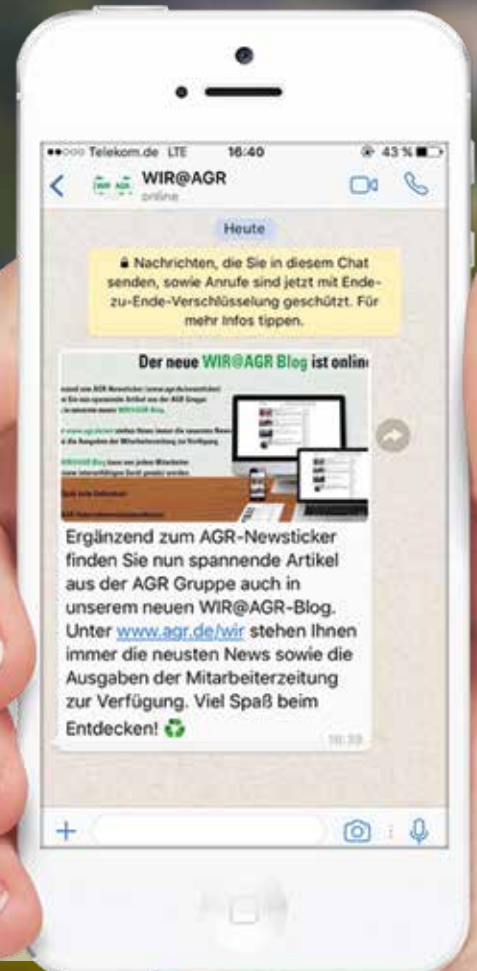 Telekom.de LTE 16:40 43 %
WIR AGR WIR@AGR
online
Heute
Nachrichten, die Sie in diesem Chat
senden, sowie Anrufe sind jetzt mit Ende-
zu-Ende-Verschlüsselung geschützt. Für
mehr Infos tippen.
Der neue WIR@AGR Blog ist online
Ergänzend zum AGR-Newsticker
finden Sie nun spannende Artikel
aus der AGR Gruppe auch in
unserem neuen WIR@AGR-Blog.
Unter www.agr.de/wir stehen Ihnen
immer die neusten News sowie die
Ausgaben der Mitarbeiterzeitung
zur Verfügung. Viel Spaß beim
Entdecken! ♻
16:39